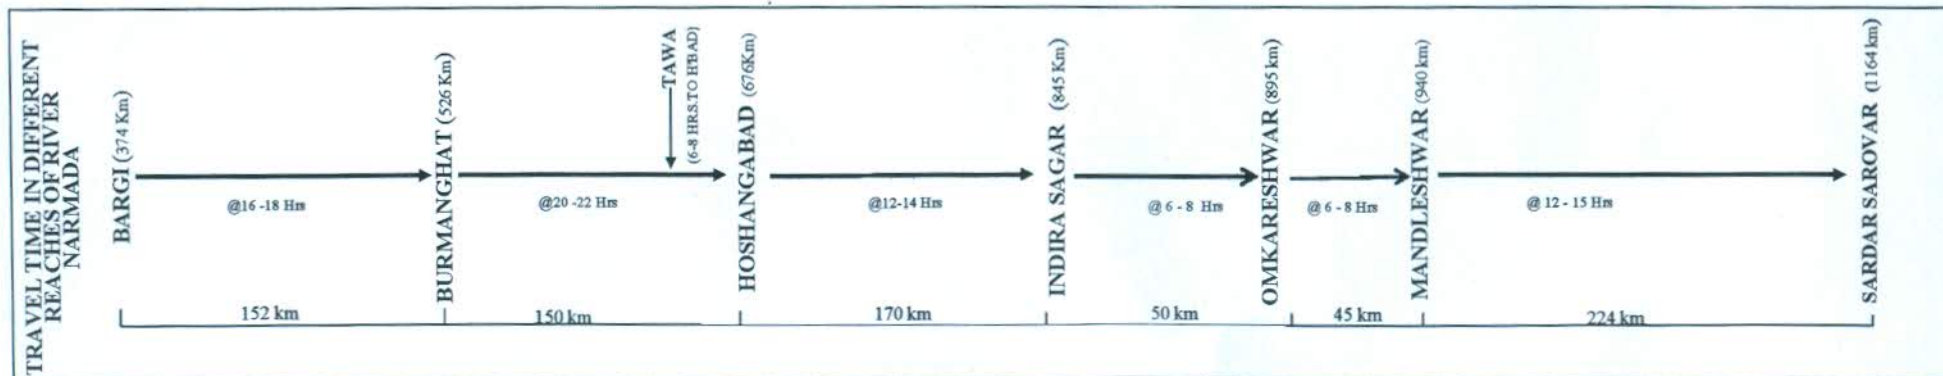 TRAVEL TIME IN DIFFERENT
REACHES OF RIVER
NARMADA
BARGI (374 Km)
@16 -18 Hrs
BURMANGHAT (526 Km)
@20 -22 Hrs
TAWA
(6-8 HRS.TO H'BAD)
HOSHANGABAD (676Km)
@12-14 Hrs
INDIRA SAGAR (845 Km)
@ 6 - 8 Hrs
OMKARESHWAR (895 km)
@ 6 - 8 Hrs
MANDLESHWAR (940 km)
@ 12 - 15 Hrs
SARDAR SAROVAR (1164 km)
152 km
150 km
170 km
50 km
45 km
224 km